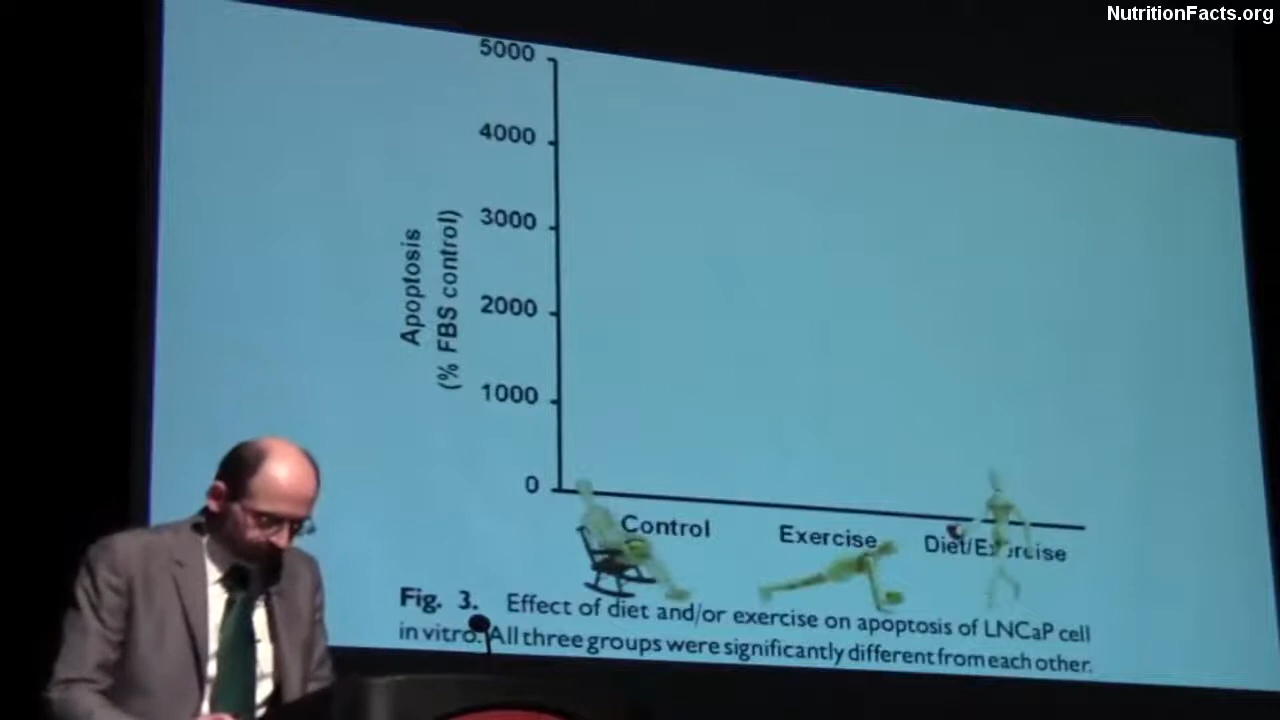 NutritionFacts.org
5000
4000
3000
2000
1000
0
Apoptosis
(% FBS control)
Control
Exercise
Diet/Exercise
Fig. 3. Effect of diet and/or exercise on apoptosis of LNCaP cell
in vitro. All three groups were significantly different from each other.